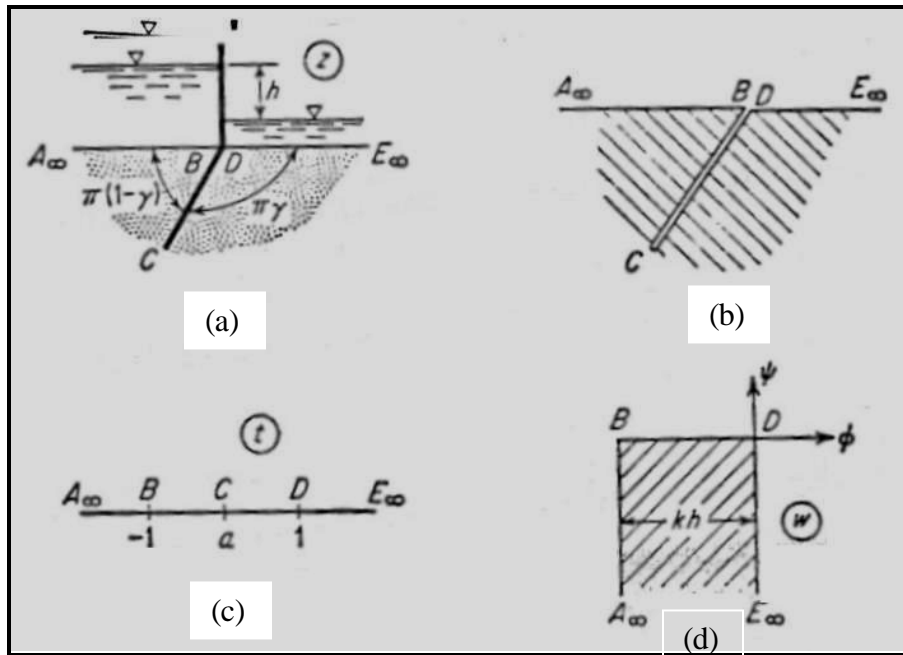 z
h
A∞
B
D
E∞
π(1-γ)
πγ
C
(a)
A∞
B D
E∞
C
(b)
t
A∞ B C D E∞
-1 a 1
(c)
ψ
B
D
φ
kh
w
A∞
E∞
(d)